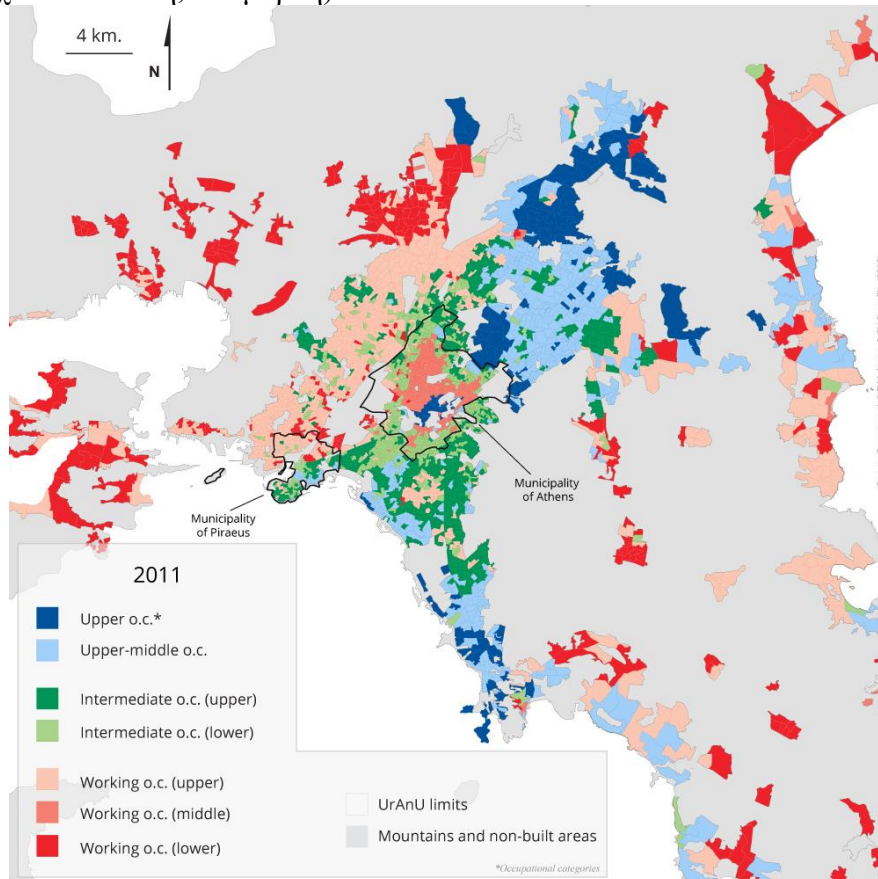 4 km.
N
Municipality
of Athens
Municipality
of Piraeus
2011
Upper o.c.*
Upper-middle o.c.
Intermediate o.c. (upper)
Intermediate o.c. (lower)
Working o.c. (upper)
Working o.c. (middle)
Working o.c. (lower)
UrAnU limits
Mountains and non-built areas
*Occupational categories